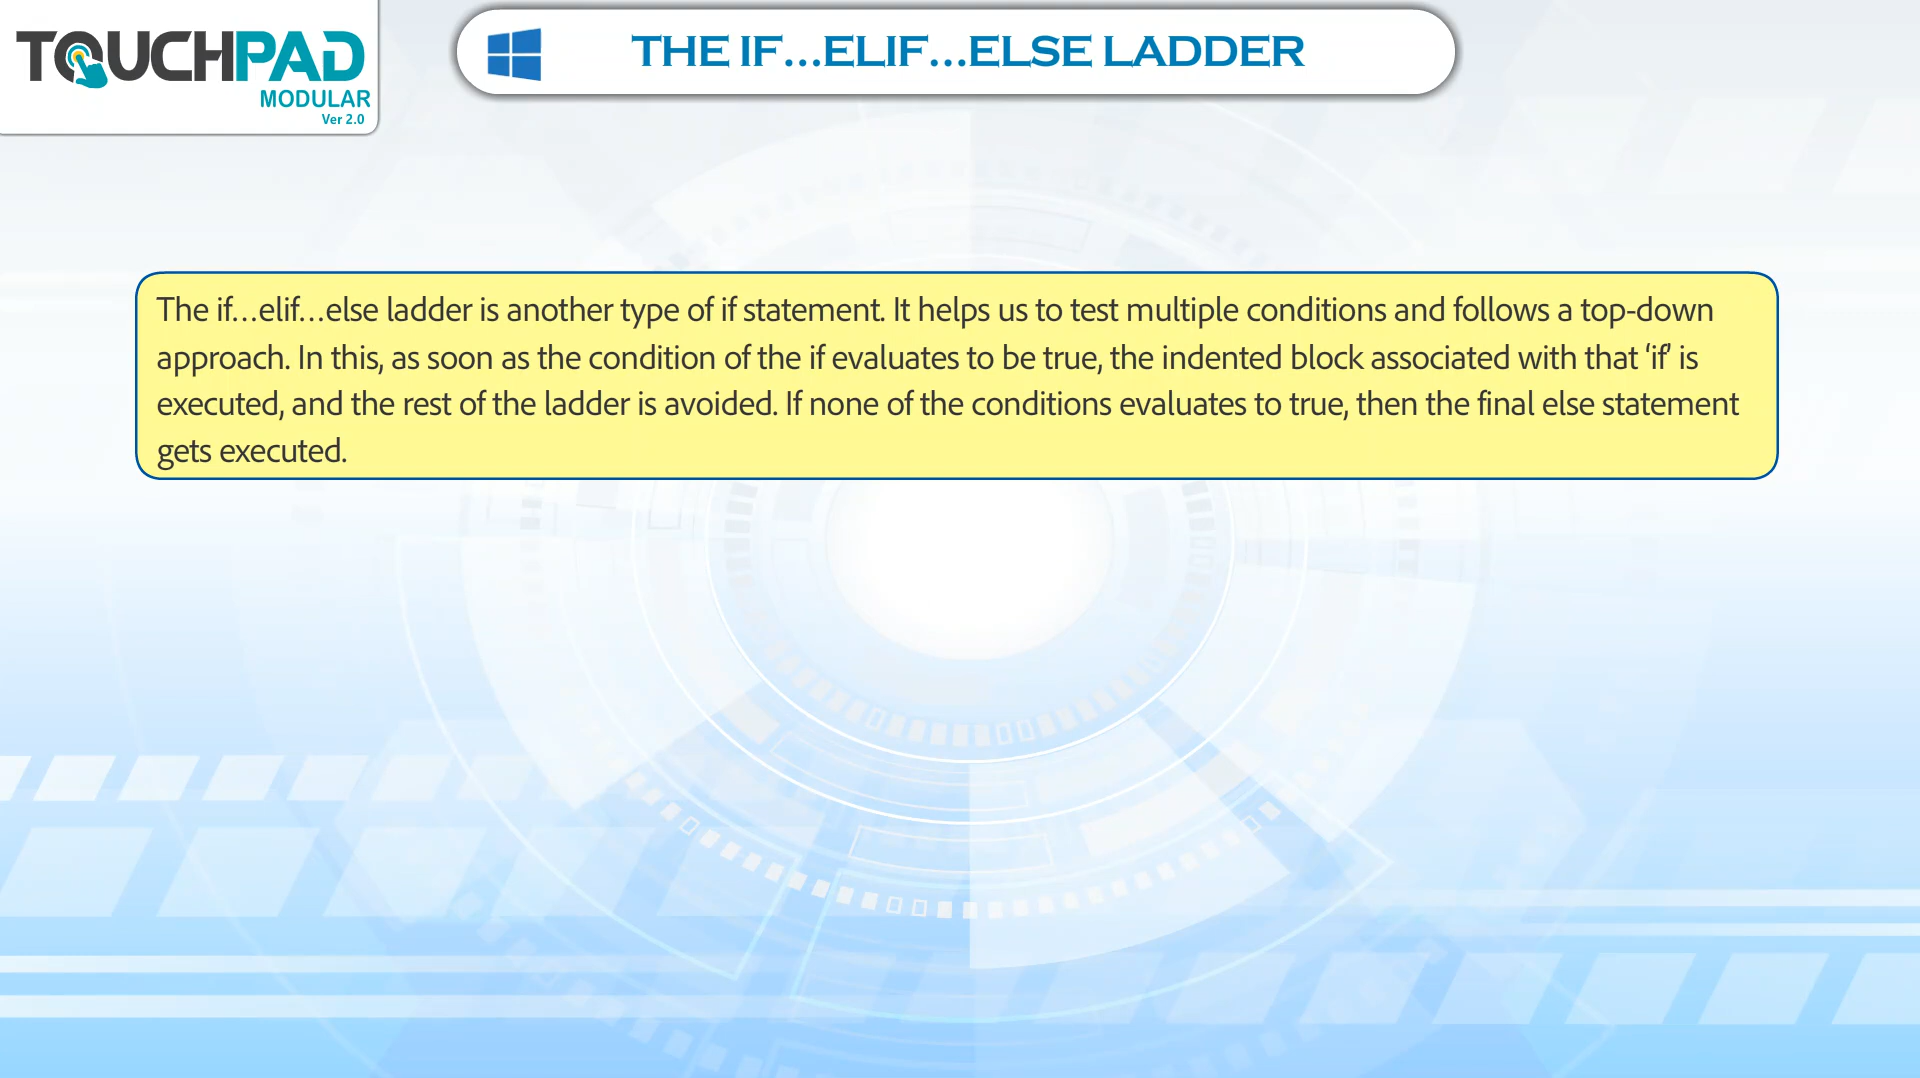 TOUCHPAD
MODULAR
Ver 2.0
THE IF...ELIF...ELSE LADDER
The if...elif...else ladder is another type of if statement. It helps us to test multiple conditions and follows a top-down
approach. In this, as soon as the condition of the if evaluates to be true, the indented block associated with that ‘if’ is
executed, and the rest of the ladder is avoided. If none of the conditions evaluates to true, then the final else statement
gets executed.